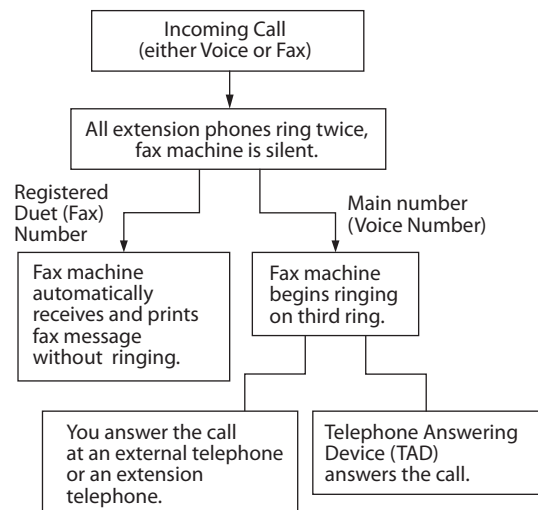 Incoming Call
(either Voice or Fax)
All extension phones ring twice,
fax machine is silent.
Registered
Duet (Fax)
Number
Main number
(Voice Number)
Fax machine
automatically
receives and prints
fax message
without ringing.
Fax machine
begins ringing
on third ring.
You answer the call
at an external telephone
or an extension
telephone.
Telephone Answering
Device (TAD)
answers the call.